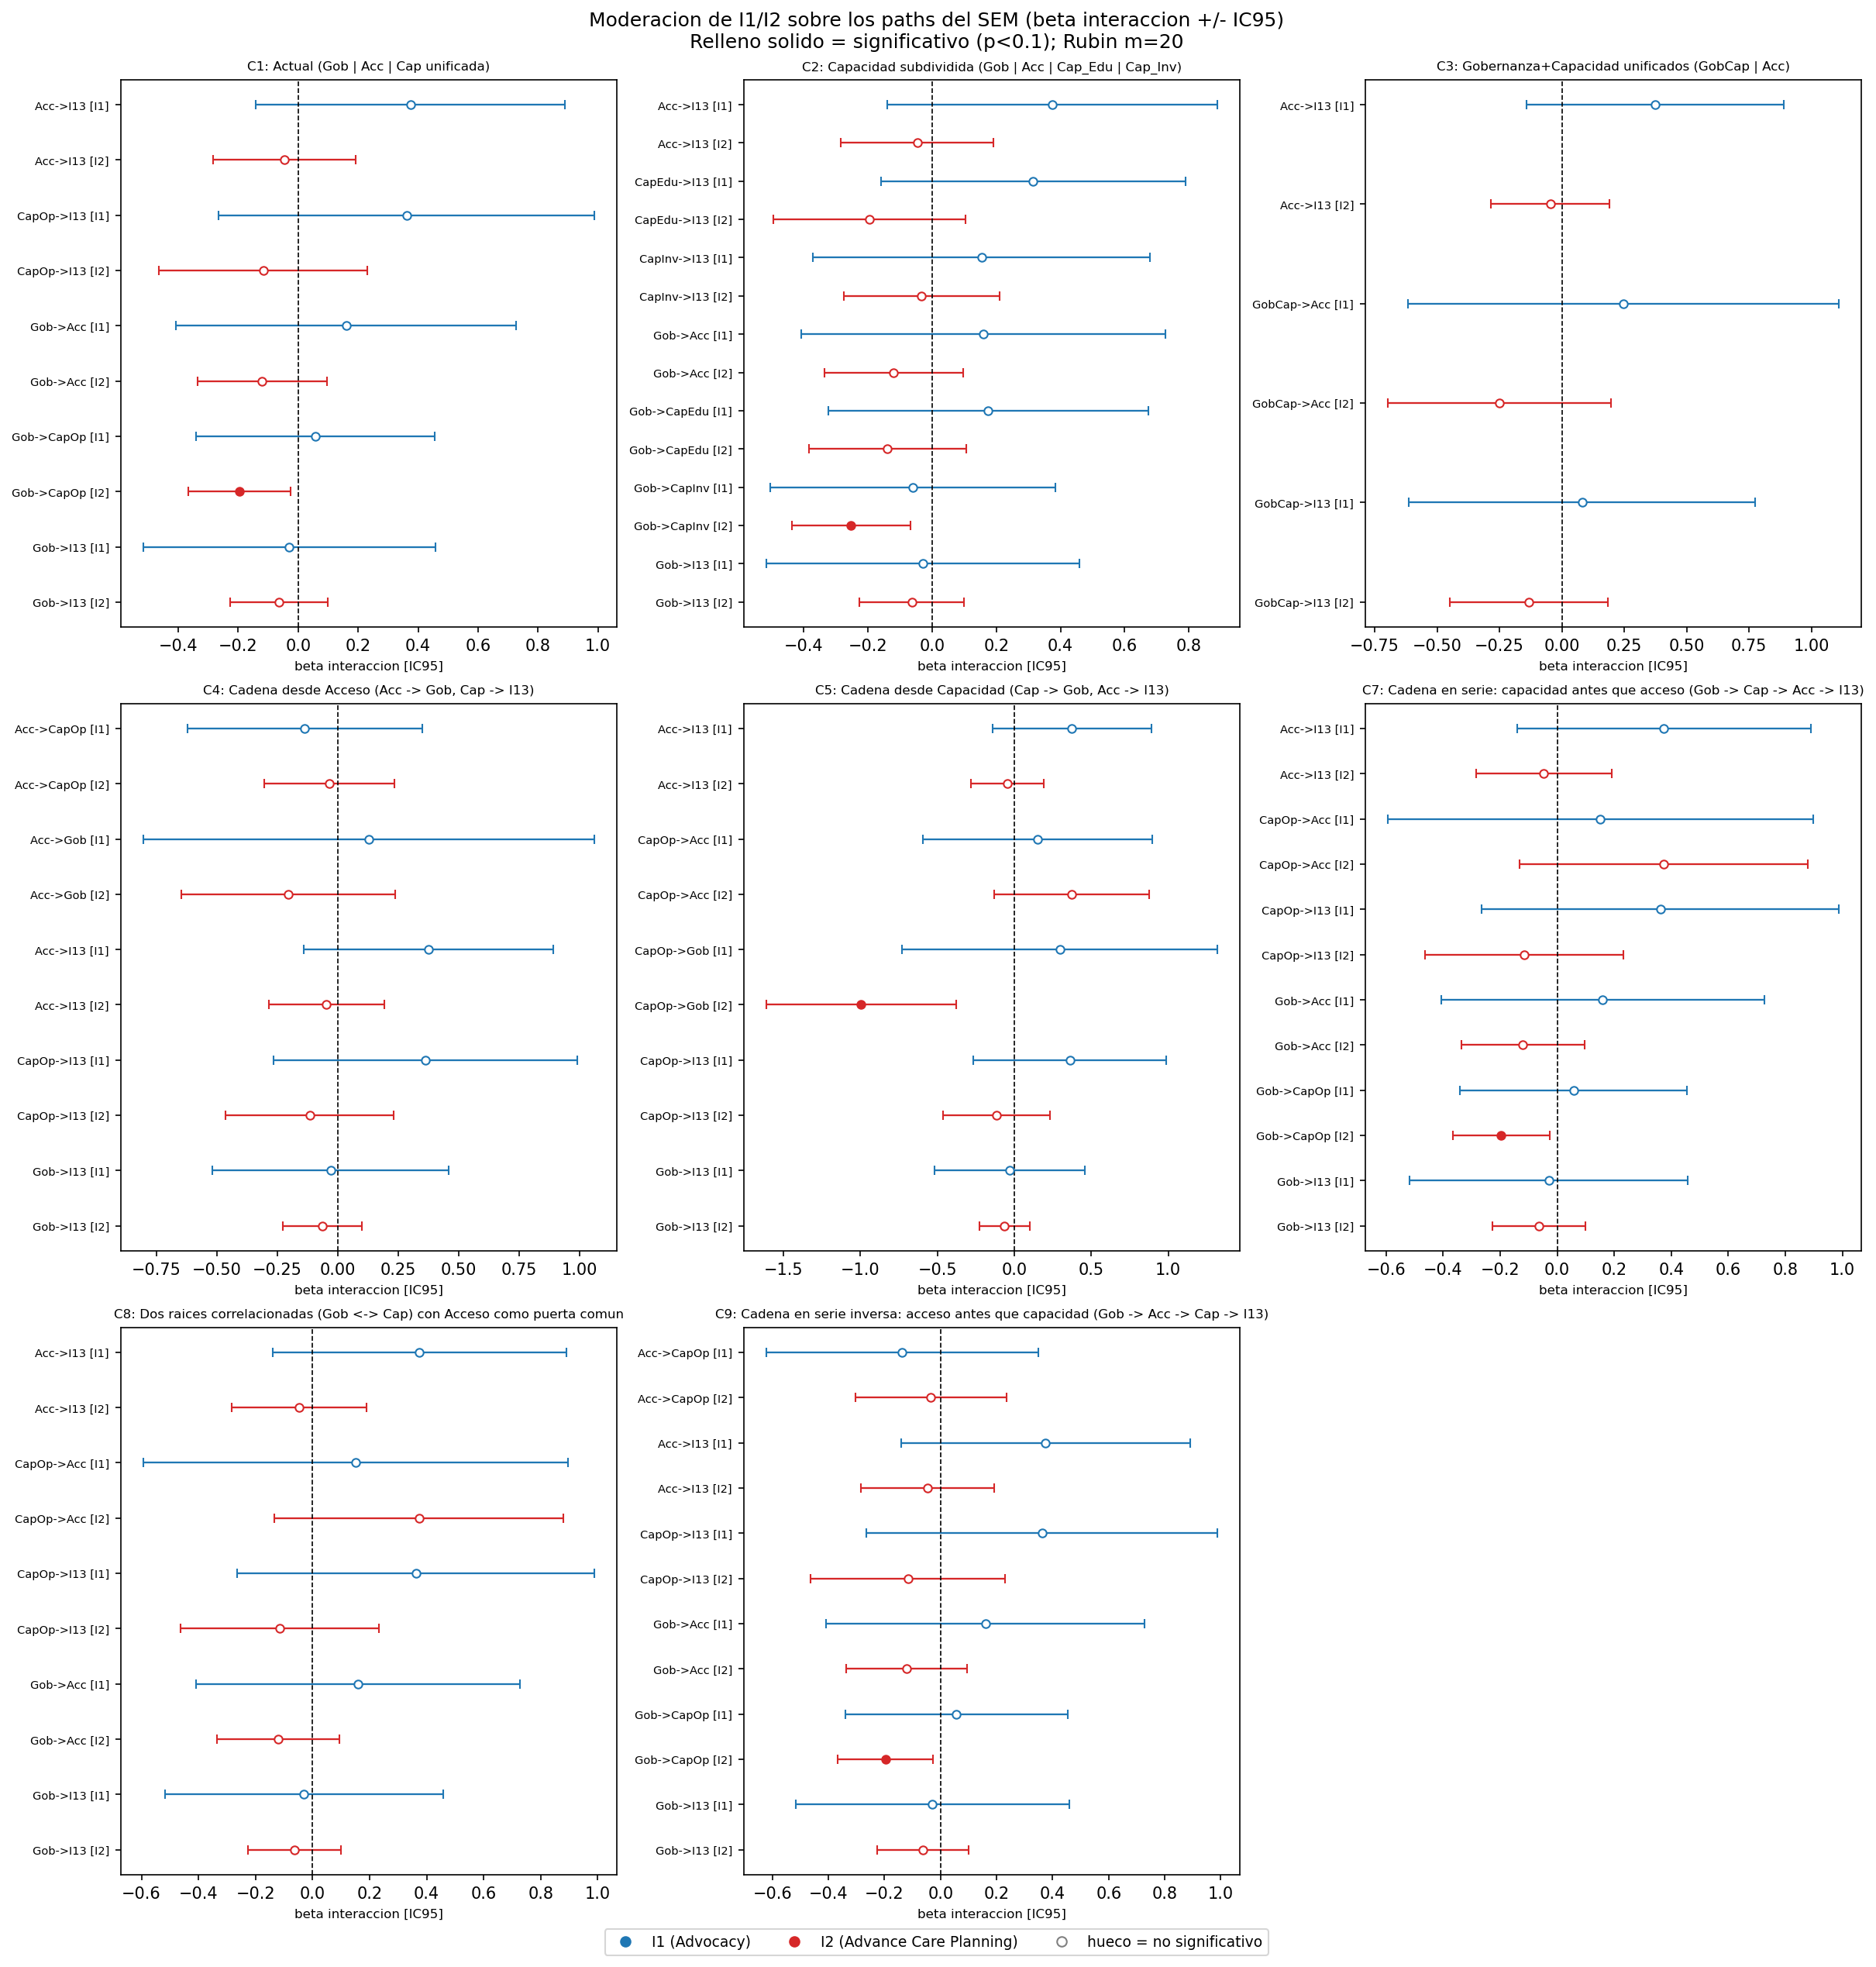 Moderacion de I1/I2 sobre los paths del SEM (beta interaccion +/- IC95)
Relleno solido = significativo (p<0.1); Rubin m=20
C1: Actual (Gob | Acc | Cap unificada)
Acc->I13 [I1]
Acc->I13 [I2]
CapOp->I13 [I1]
CapOp->I13 [I2]
Gob->Acc [I1]
Gob->Acc [I2]
Gob->CapOp [I1]
Gob->CapOp [I2]
Gob->I13 [I1]
Gob->I13 [I2]
−0.4 −0.2 0.0 0.2 0.4 0.6 0.8 1.0
beta interaccion [IC95]
C2: Capacidad subdividida (Gob | Acc | Cap_Edu | Cap_Inv)
Acc->I13 [I1]
Acc->I13 [I2]
CapEdu->I13 [I1]
CapEdu->I13 [I2]
CapInv->I13 [I1]
CapInv->I13 [I2]
Gob->Acc [I1]
Gob->Acc [I2]
Gob->CapEdu [I1]
Gob->CapEdu [I2]
Gob->CapInv [I1]
Gob->CapInv [I2]
Gob->I13 [I1]
Gob->I13 [I2]
−0.4 −0.2 0.0 0.2 0.4 0.6 0.8
beta interaccion [IC95]
C3: Gobernanza+Capacidad unificados (GobCap | Acc)
Acc->I13 [I1]
Acc->I13 [I2]
GobCap->Acc [I1]
GobCap->Acc [I2]
GobCap->I13 [I1]
GobCap->I13 [I2]
−0.75 −0.50 −0.25 0.00 0.25 0.50 0.75 1.00
beta interaccion [IC95]
C4: Cadena desde Acceso (Acc -> Gob, Cap -> I13)
Acc->CapOp [I1]
Acc->CapOp [I2]
Acc->Gob [I1]
Acc->Gob [I2]
Acc->I13 [I1]
Acc->I13 [I2]
CapOp->I13 [I1]
CapOp->I13 [I2]
Gob->I13 [I1]
Gob->I13 [I2]
−0.75 −0.50 −0.25 0.00 0.25 0.50 0.75 1.00
beta interaccion [IC95]
C5: Cadena desde Capacidad (Cap -> Gob, Acc -> I13)
Acc->I13 [I1]
Acc->I13 [I2]
CapOp->Acc [I1]
CapOp->Acc [I2]
CapOp->Gob [I1]
CapOp->Gob [I2]
CapOp->I13 [I1]
CapOp->I13 [I2]
Gob->I13 [I1]
Gob->I13 [I2]
−1.5 −1.0 −0.5 0.0 0.5 1.0
beta interaccion [IC95]
C7: Cadena en serie: capacidad antes que acceso (Gob -> Cap -> Acc -> I13)
Acc->I13 [I1]
Acc->I13 [I2]
CapOp->Acc [I1]
CapOp->Acc [I2]
CapOp->I13 [I1]
CapOp->I13 [I2]
Gob->Acc [I1]
Gob->Acc [I2]
Gob->CapOp [I1]
Gob->CapOp [I2]
Gob->I13 [I1]
Gob->I13 [I2]
−0.6 −0.4 −0.2 0.0 0.2 0.4 0.6 0.8 1.0
beta interaccion [IC95]
C8: Dos raices correlacionadas (Gob <-> Cap) con Acceso como puerta comun
Acc->I13 [I1]
Acc->I13 [I2]
CapOp->Acc [I1]
CapOp->Acc [I2]
CapOp->I13 [I1]
CapOp->I13 [I2]
Gob->Acc [I1]
Gob->Acc [I2]
Gob->I13 [I1]
Gob->I13 [I2]
−0.6 −0.4 −0.2 0.0 0.2 0.4 0.6 0.8 1.0
beta interaccion [IC95]
C9: Cadena en serie inversa: acceso antes que capacidad (Gob -> Acc -> Cap -> I13)
Acc->CapOp [I1]
Acc->CapOp [I2]
Acc->I13 [I1]
Acc->I13 [I2]
CapOp->I13 [I1]
CapOp->I13 [I2]
Gob->Acc [I1]
Gob->Acc [I2]
Gob->CapOp [I1]
Gob->CapOp [I2]
Gob->I13 [I1]
Gob->I13 [I2]
−0.6 −0.4 −0.2 0.0 0.2 0.4 0.6 0.8 1.0
beta interaccion [IC95]
I1 (Advocacy) I2 (Advance Care Planning) hueco = no significativo